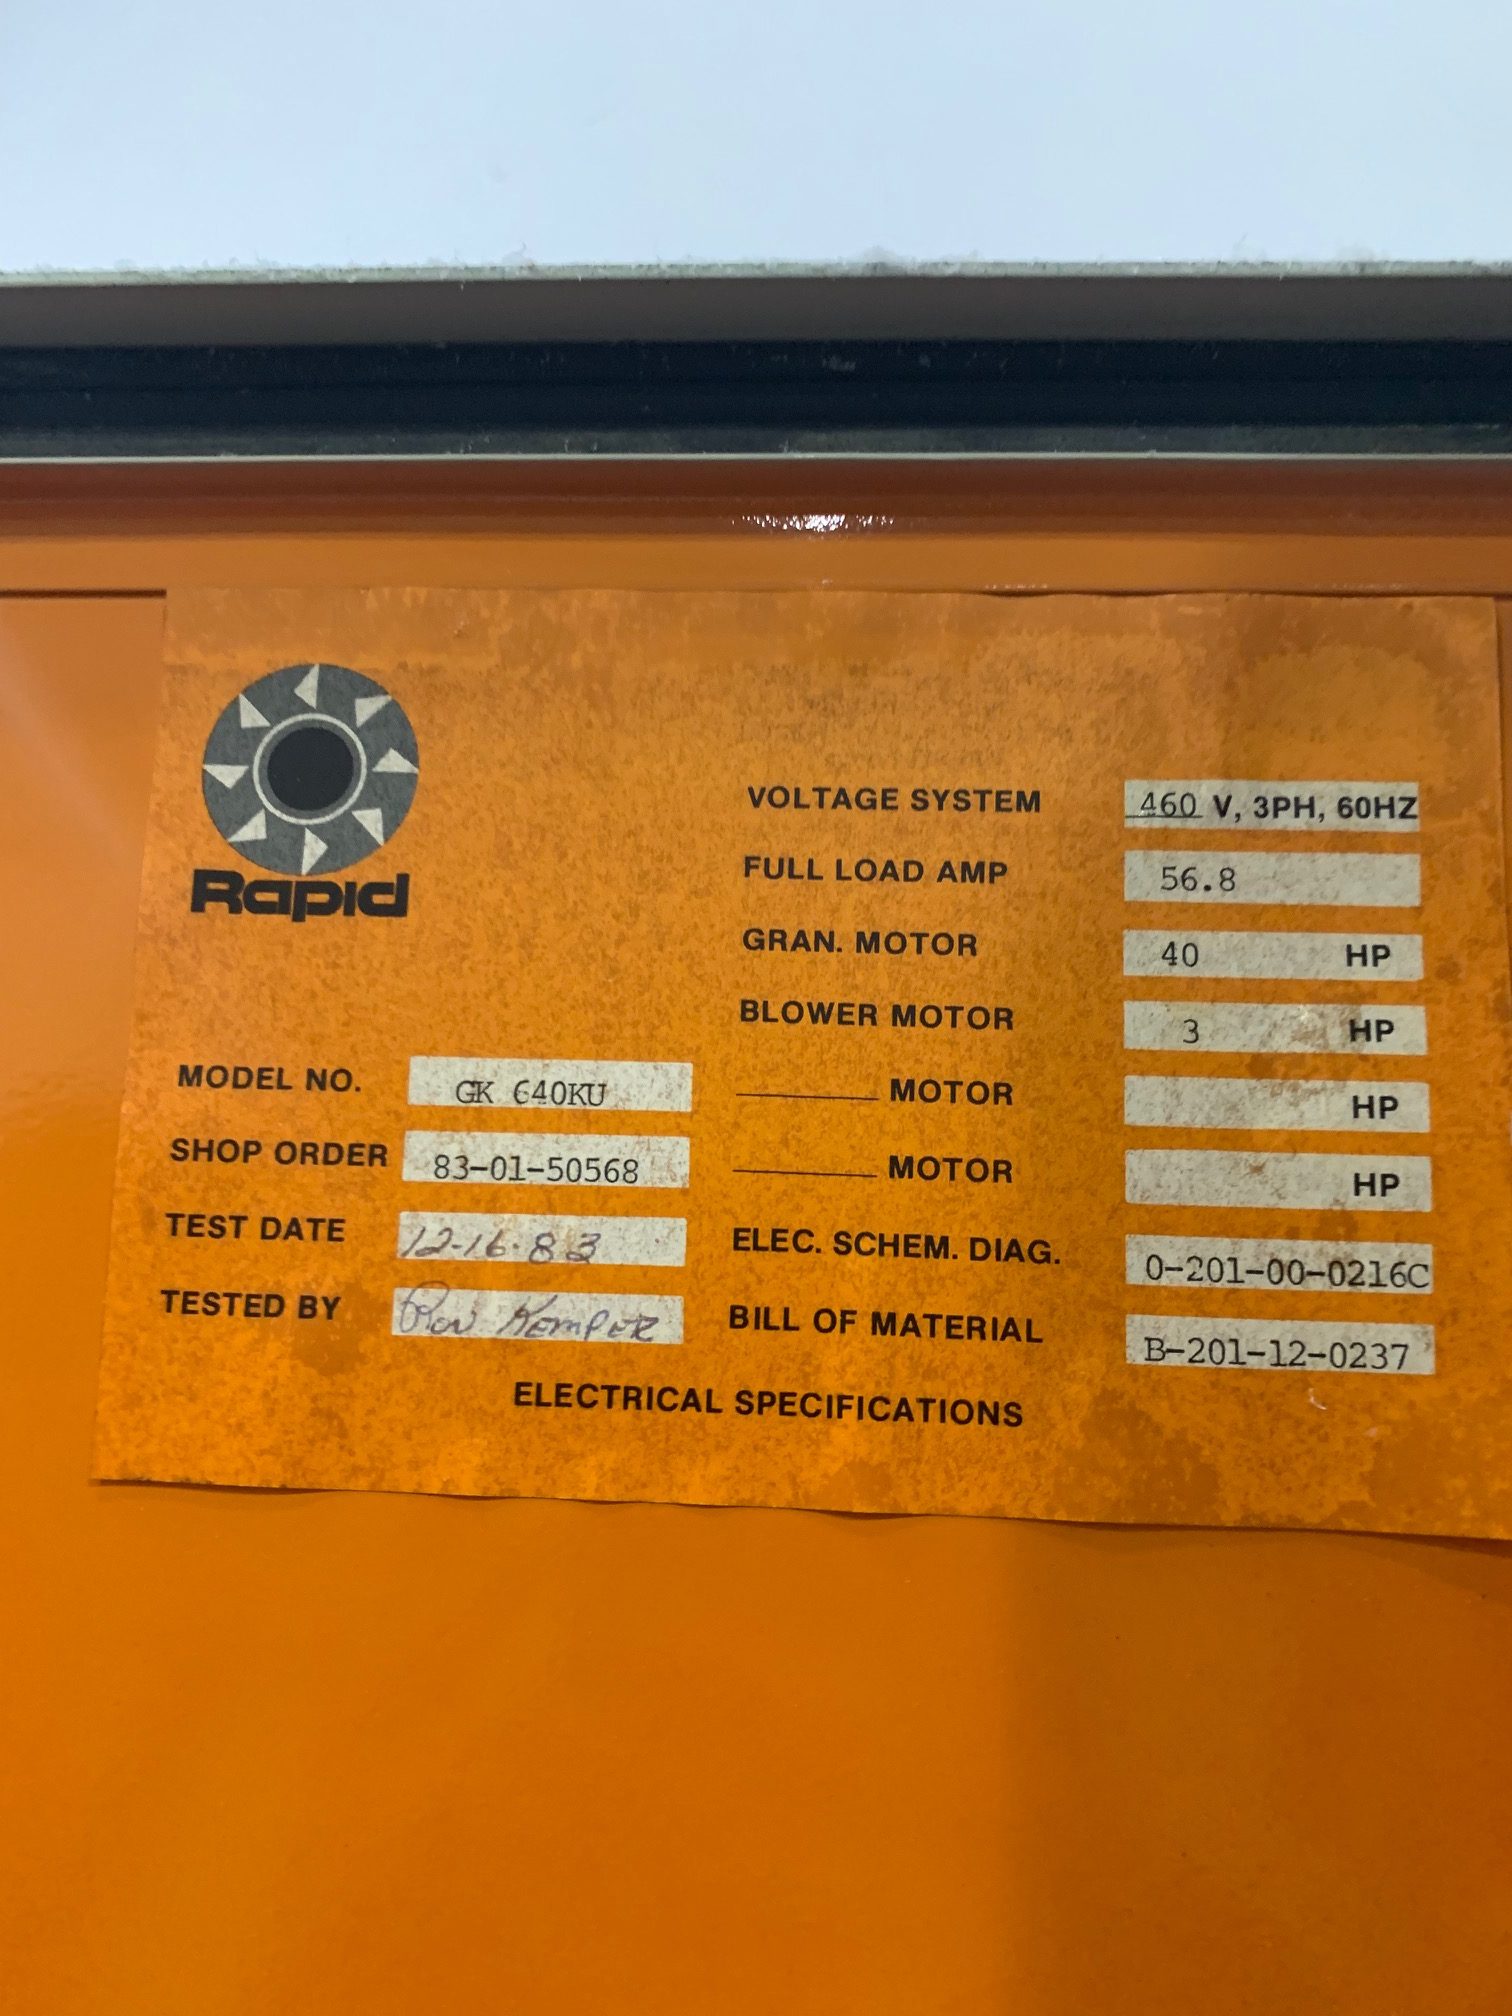 Rapid
MODEL NO. GK 640KU
SHOP ORDER 83-01-50568
TEST DATE 12-16-83
TESTED BY Ron Kemper
VOLTAGE SYSTEM 460 V, 3PH, 60HZ
FULL LOAD AMP 56.8
GRAN. MOTOR 40 HP
BLOWER MOTOR 3 HP
MOTOR HP
MOTOR HP
ELEC. SCHEM. DIAG. 0-201-00-0216C
BILL OF MATERIAL B-201-12-0237
ELECTRICAL SPECIFICATIONS